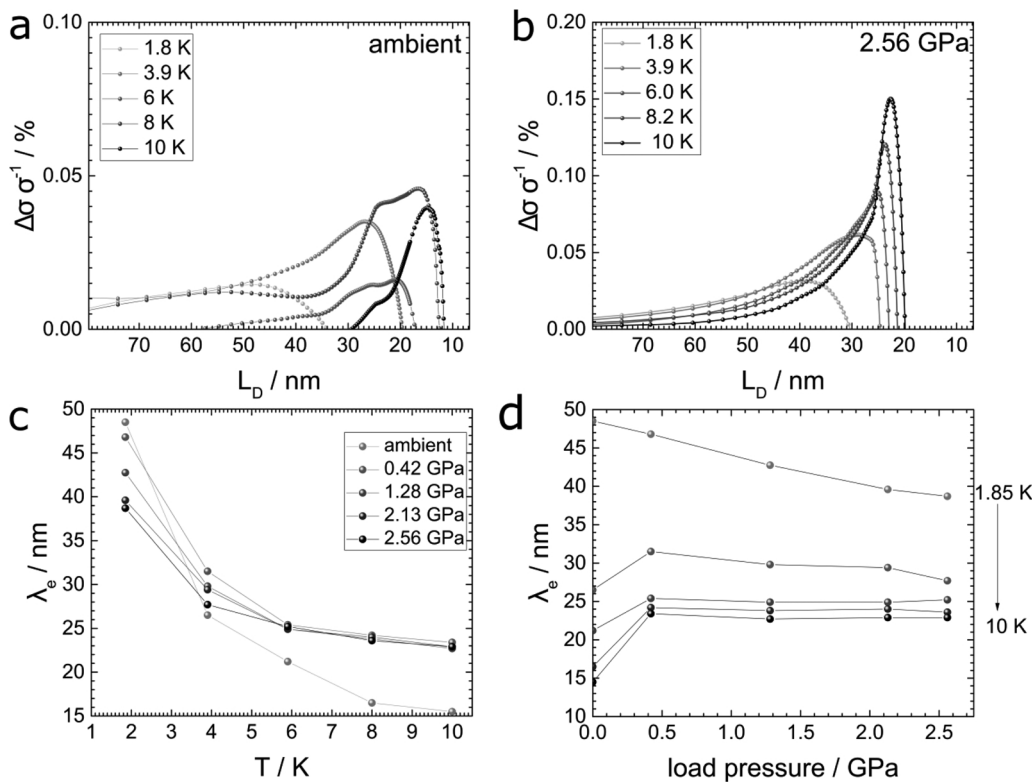 a
ambient
1.8 K
3.9 K
6 K
8 K
10 K
0.10
0.05
0.00
Δσ σ⁻¹ / %
70 60 50 40 30 20 10
L_D / nm
b
2.56 GPa
1.8 K
3.9 K
6.0 K
8.2 K
10 K
0.20
0.15
0.10
0.05
0.00
Δσ σ⁻¹ / %
70 60 50 40 30 20 10
L_D / nm
c
ambient
0.42 GPa
1.28 GPa
2.13 GPa
2.56 GPa
50
45
40
35
30
25
20
15
λ_e / nm
1 2 3 4 5 6 7 8 9 10
T / K
d
1.85 K
10 K
50
45
40
35
30
25
20
15
10
λ_e / nm
0.0 0.5 1.0 1.5 2.0 2.5
load pressure / GPa